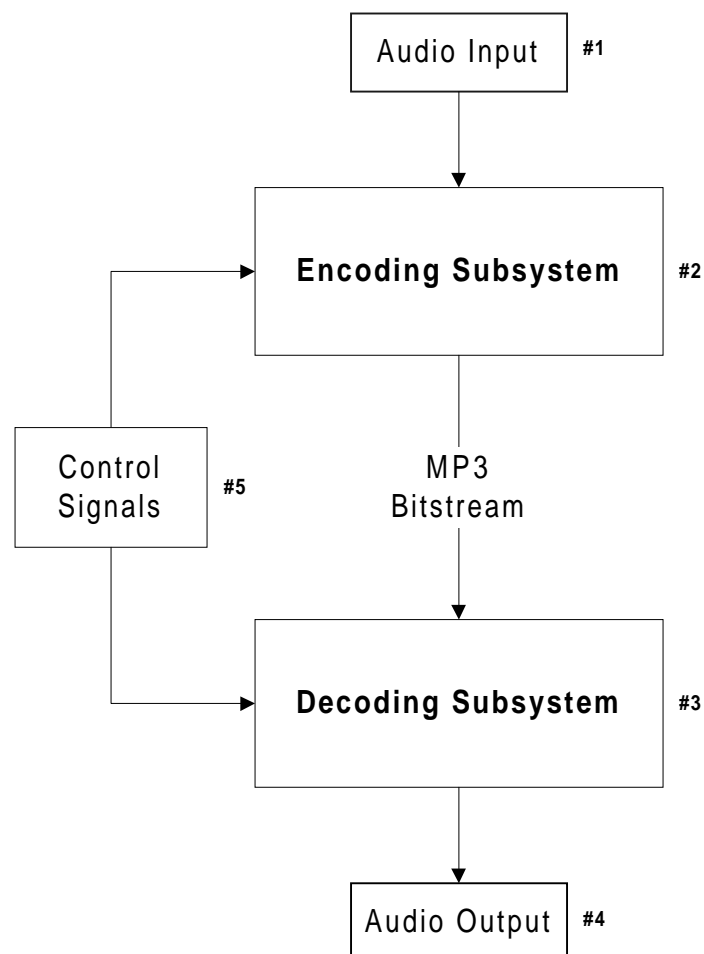 Audio Input
#1
Encoding Subsystem
#2
Control
Signals
#5
MP3
Bitstream
Decoding Subsystem
#3
Audio Output
#4